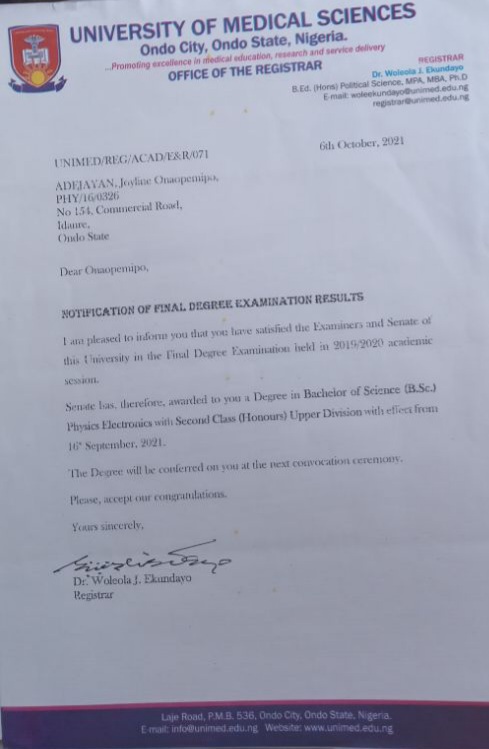 UNIVERSITY OF MEDICAL SCIENCES
Ondo City, Ondo State, Nigeria.
...Promoting excellence in medical education, research and service delivery
OFFICE OF THE REGISTRAR
REGISTRAR
Dr. Woleola J. Ekundayo
B.Ed. (Hons) Political Science, MPA, MBA, Ph.D
E-mail: woleekundayo@unimed.edu.ng
registrar@unimed.edu.ng
UNIMED/REG/ACAD/E&R/071
6th October, 2021
ADEJAYAN, Joyline Onaopemipo,
PHY/16/0326
No 154, Commercial Road,
Idanre,
Ondo State
Dear Onaopemipo,
NOTIFICATION OF FINAL DEGREE EXAMINATION RESULTS
I am pleased to inform you that you have satisfied the Examiners and Senate of
this University in the Final Degree Examination held in 2019/2020 academic
session.
Senate has, therefore, awarded to you a Degree in Bachelor of Science (B.Sc.)
Physics Electronics with Second Class (Honours) Upper Division with effect from
16th September, 2021.
The Degree will be conferred on you at the next convocation ceremony.
Please, accept our congratulations.
Yours sincerely,
Dr. Woleola J. Ekundayo
Registrar
Laje Road, P.M.B. 536, Ondo City, Ondo State, Nigeria.
E-mail: info@unimed.edu.ng Website: www.unimed.edu.ng